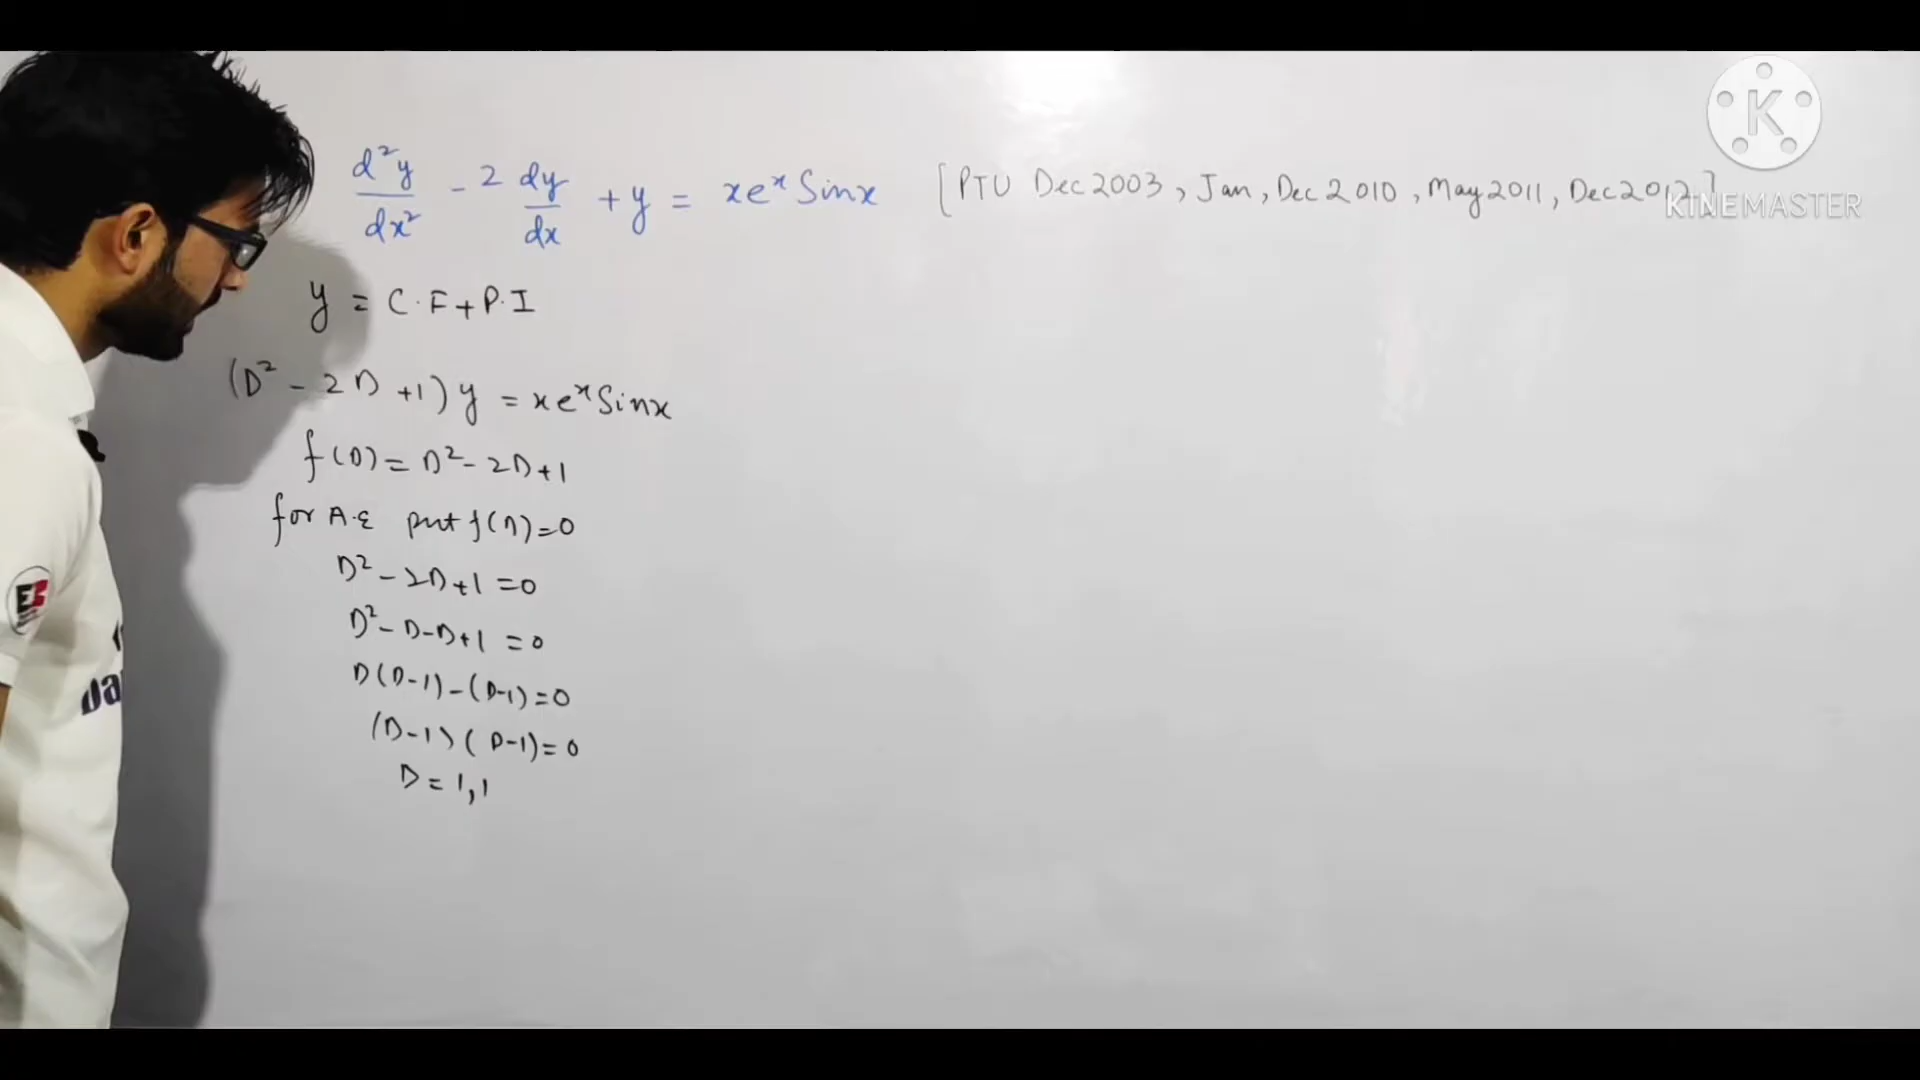 d²y/dx² - 2 dy/dx + y = xeˣ Sinx [PTU Dec 2003, Jan, Dec 2010, May 2011, Dec 2012]
KINEMASTER
y = C.F + P.I
(D² - 2D + 1) y = xeˣ Sinx
f(D) = D² - 2D + 1
for A.E put f(D) = 0
D² - 2D + 1 = 0
D² - D - D + 1 = 0
D(D-1) - (D-1) = 0
(D-1)(D-1) = 0
D = 1, 1